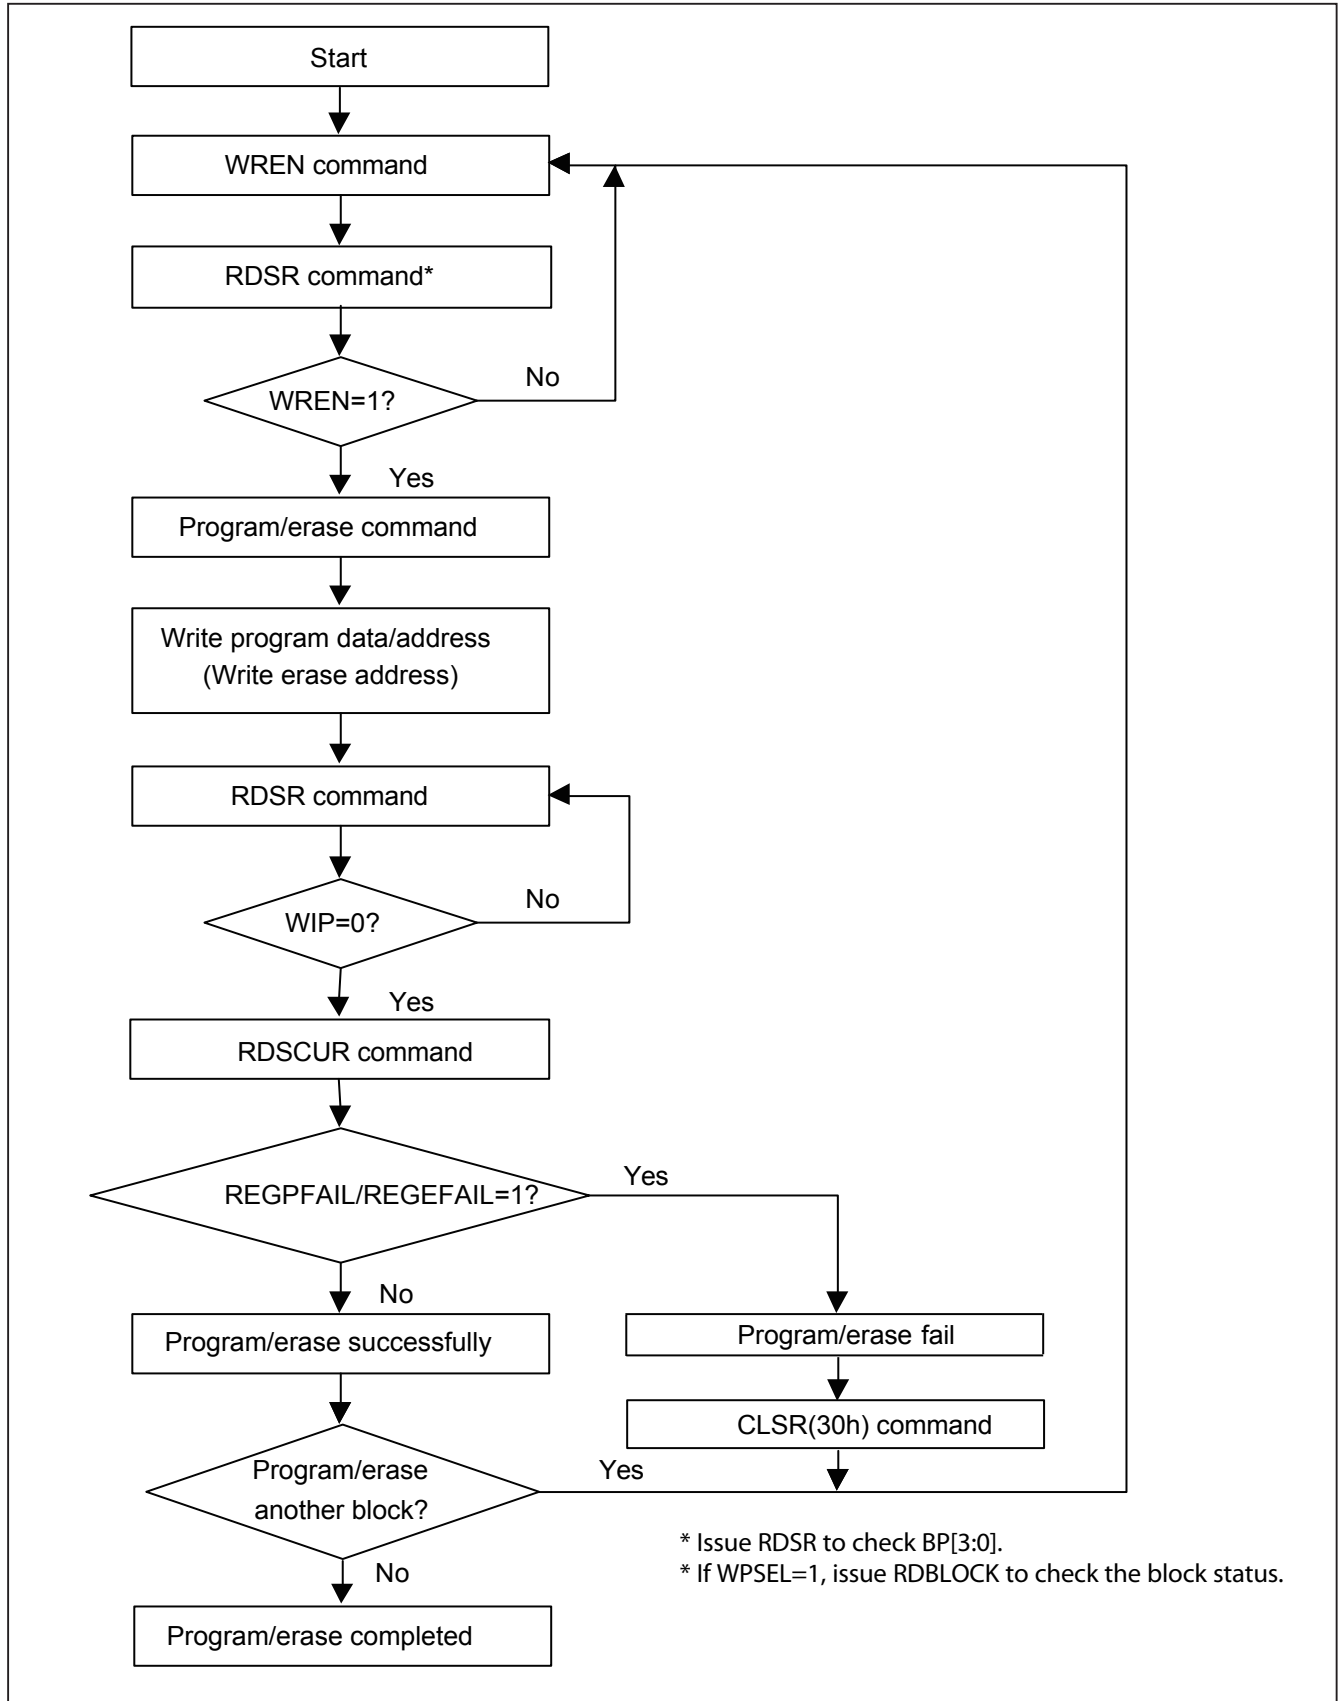 Start
WREN command
RDSR command*
WREN=1?
No
Yes
Program/erase command
Write program data/address
(Write erase address)
RDSR command
WIP=0?
No
Yes
RDSCUR command
REGPFAIL/REGEFAIL=1?
Yes
No
Program/erase successfully
Program/erase fail
CLSR(30h) command
Program/erase
another block?
Yes
* Issue RDSR to check BP[3:0].
* If WPSEL=1, issue RDBLOCK to check the block status.
No
Program/erase completed